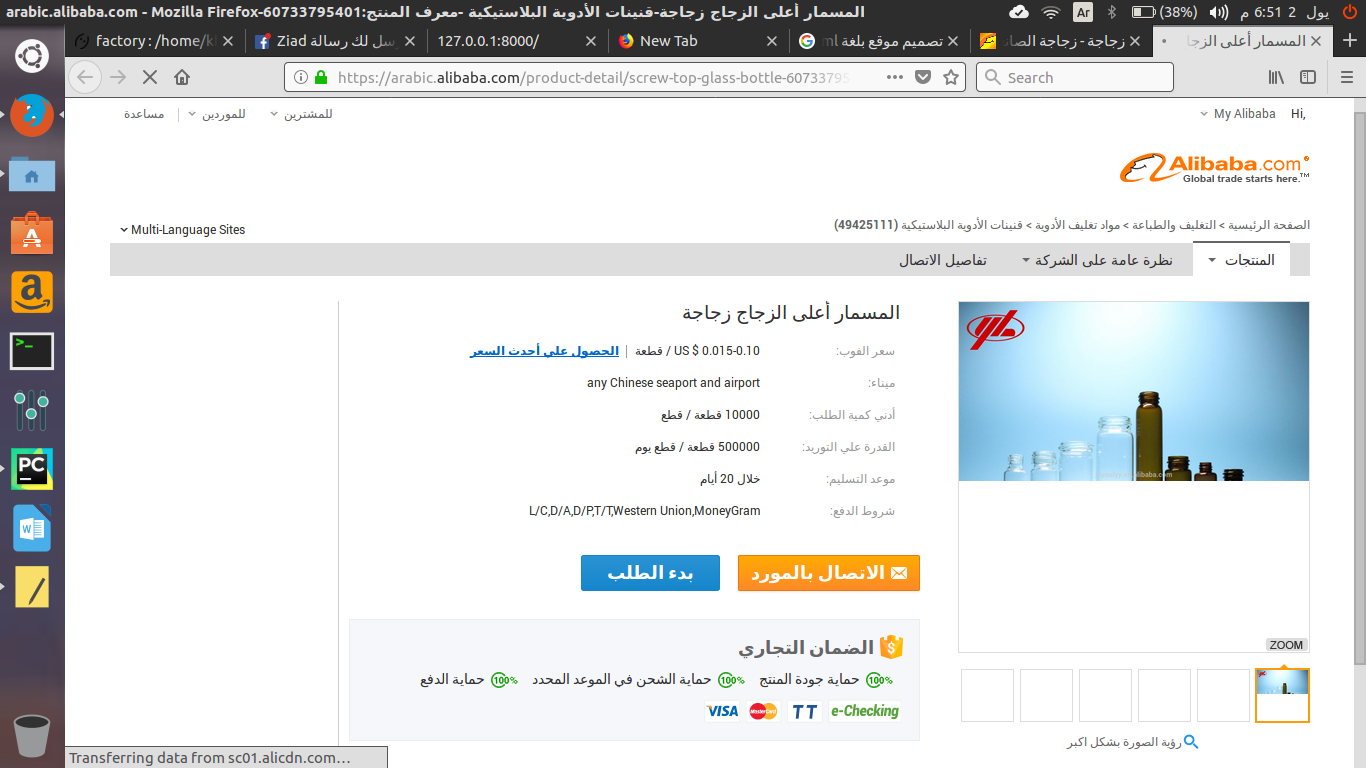 arabic.alibaba.com - Mozilla Firefox-60733795401:المسمار أعلى الزجاج زجاجة-قنينات الأدوية البلاستيكية -معرف المنتج
Ar (38%) يول 2 6:51 م
factory : /home/k
رسل لك رسالة Ziad
127.0.0.1:8000/
New Tab
تصميم موقع بلغة ml
زجاجة - زجاجة الصان
المسمار أعلى الزجا
https://arabic.alibaba.com/product-detail/screw-top-glass-bottle-60733795
Search
Hi, My Alibaba
للمشترين للموردين مساعدة
Alibaba.com
Global trade starts here.™
الصفحة الرئيسية > التغليف والطباعة > مواد تغليف الأدوية > قنينات الأدوية البلاستيكية (49425111)
Multi-Language Sites
المنتجات نظرة عامة على الشركة تفاصيل الاتصال
المسمار أعلى الزجاج زجاجة
سعر الفوب: US $ 0.015-0.10 / قطعة | الحصول علي أحدث السعر
ميناء: any Chinese seaport and airport
أدني كمية الطلب: 10000 قطعة / قطع
القدرة علي التوريد: 500000 قطعة / قطع يوم
موعد التسليم: خلال 20 أيام
شروط الدفع: L/C,D/A,D/P,T/T,Western Union,MoneyGram
الاتصال بالمورد
بدء الطلب
الضمان التجاري
100% حماية جودة المنتج 100% حماية الشحن في الموعد المحدد 100% حماية الدفع
VISA MasterCard TT e-Checking
ZOOM
رؤية الصورة بشكل اكبر
Transferring data from sc01.alicdn.com…
PC
W